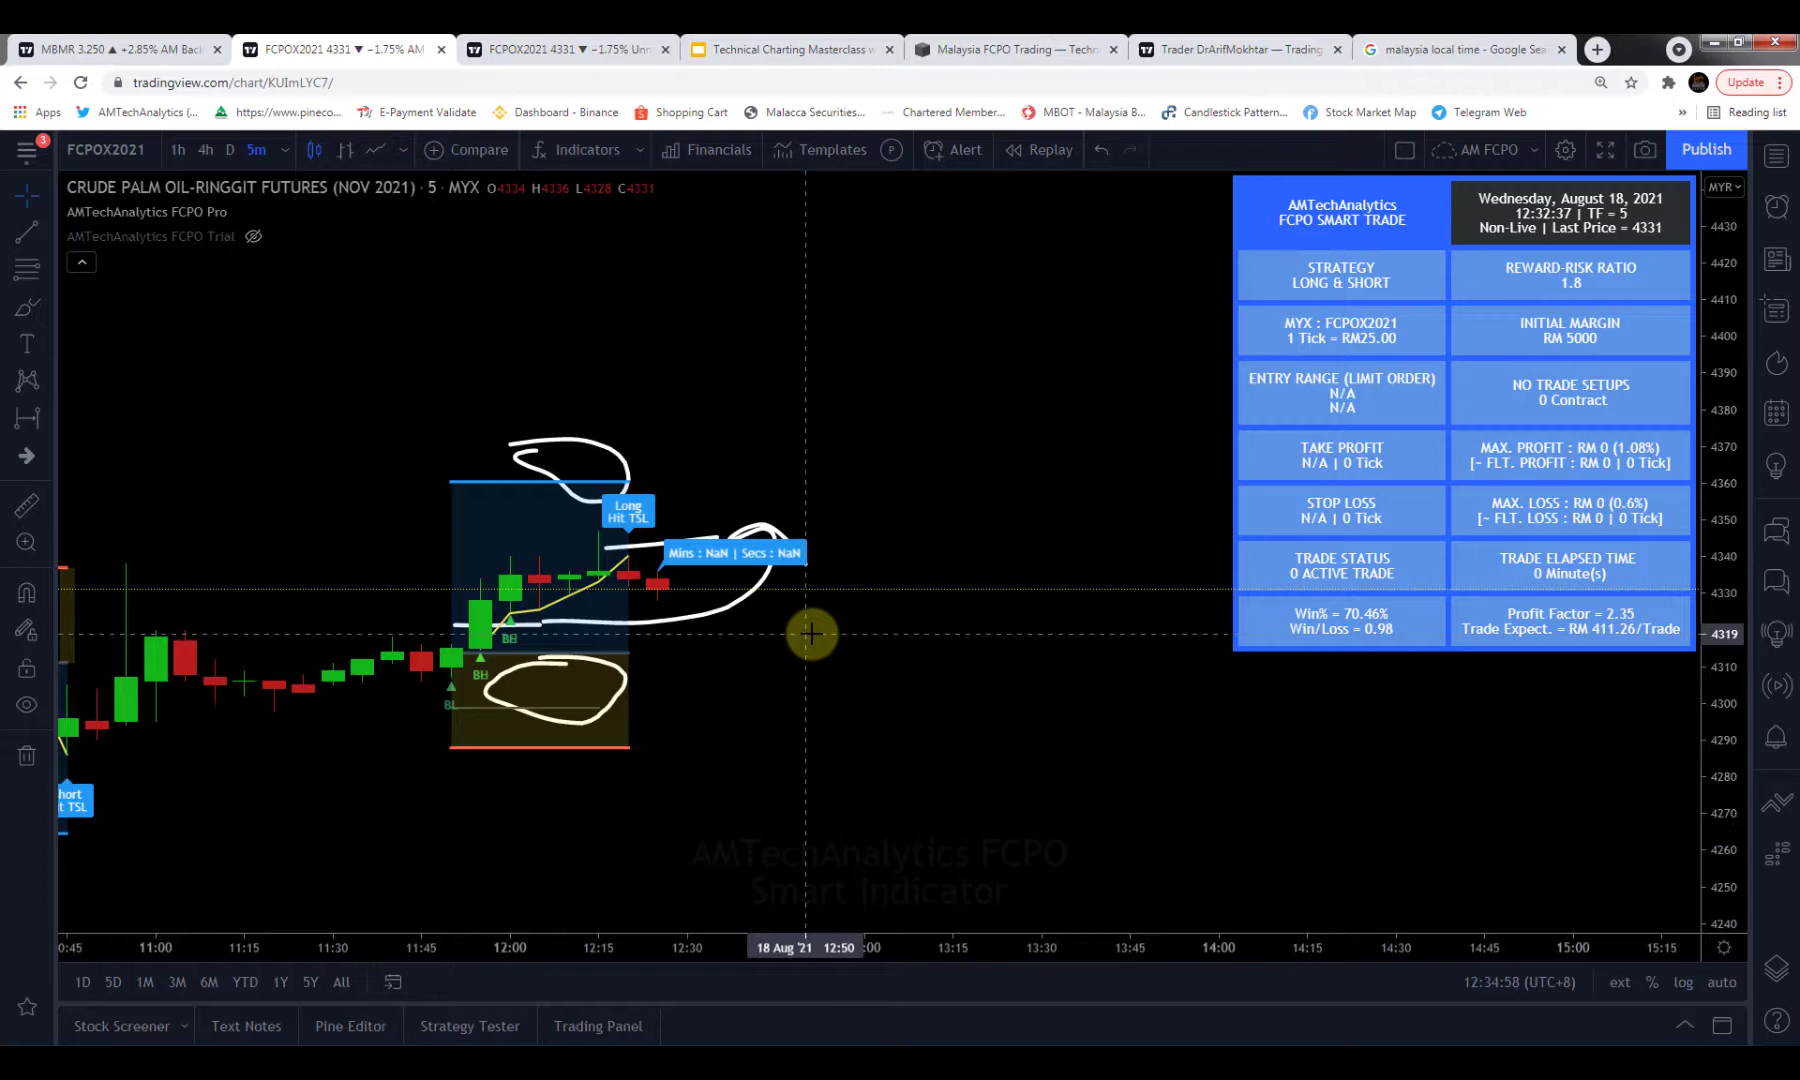 MBMR 3.250 ▲ +2.85% AM Back
FCPOX2021 4331 ▼ −1.75% AM
FCPOX2021 4331 ▼ −1.75% Unn
Technical Charting Masterclass w
Malaysia FCPO Trading — Techn
Trader DrArifMokhtar — Trading
malaysia local time - Google Sea
tradingview.com/chart/KUImLYC7/
Update
Apps
AMTechAnalytics (...
https://www.pineco...
E-Payment Validate
Dashboard - Binance
Shopping Cart
Malacca Securities...
Chartered Member...
MBOT - Malaysia B...
Candlestick Pattern...
Stock Market Map
Telegram Web
»
Reading list
3
FCPOX2021
1h
4h
D
5m
Compare
Indicators
Financials
Templates
P
Alert
Replay
AM FCPO
Publish
CRUDE PALM OIL-RINGGIT FUTURES (NOV 2021) · 5 · MYX O4334 H4336 L4328 C4331
AMTechAnalytics FCPO Pro
AMTechAnalytics FCPO Trial
MYR
AMTechAnalytics
FCPO SMART TRADE
Wednesday, August 18, 2021
12:32:37 | TF = 5
Non-Live | Last Price = 4331
STRATEGY
LONG & SHORT
REWARD-RISK RATIO
1.8
MYX : FCPOX2021
1 Tick = RM25.00
INITIAL MARGIN
RM 5000
ENTRY RANGE (LIMIT ORDER)
N/A
N/A
NO TRADE SETUPS
0 Contract
TAKE PROFIT
N/A | 0 Tick
MAX. PROFIT : RM 0 (1.08%)
[~ FLT. PROFIT : RM 0 | 0 Tick]
STOP LOSS
N/A | 0 Tick
MAX. LOSS : RM 0 (0.6%)
[~ FLT. LOSS : RM 0 | 0 Tick]
TRADE STATUS
0 ACTIVE TRADE
TRADE ELAPSED TIME
0 Minute(s)
Win% = 70.46%
Win/Loss = 0.98
Profit Factor = 2.35
Trade Expect. = RM 411.26/Trade
4430
4420
4410
4400
4390
4380
4370
4360
4350
4340
4330
4319
4310
4300
4290
4280
4270
4260
4250
4240
Long
Hit TSL
Mins : NaN | Secs : NaN
BH
BH
BL
hort
t TSL
AMTechAnalytics FCPO
Smart Indicator
0:45
11:00
11:15
11:30
11:45
12:00
12:15
12:30
18 Aug '21 12:50
:00
13:15
13:30
13:45
14:00
14:15
14:30
14:45
15:00
15:15
1D
5D
1M
3M
6M
YTD
1Y
5Y
All
12:34:58 (UTC+8)
ext
%
log
auto
Stock Screener
Text Notes
Pine Editor
Strategy Tester
Trading Panel